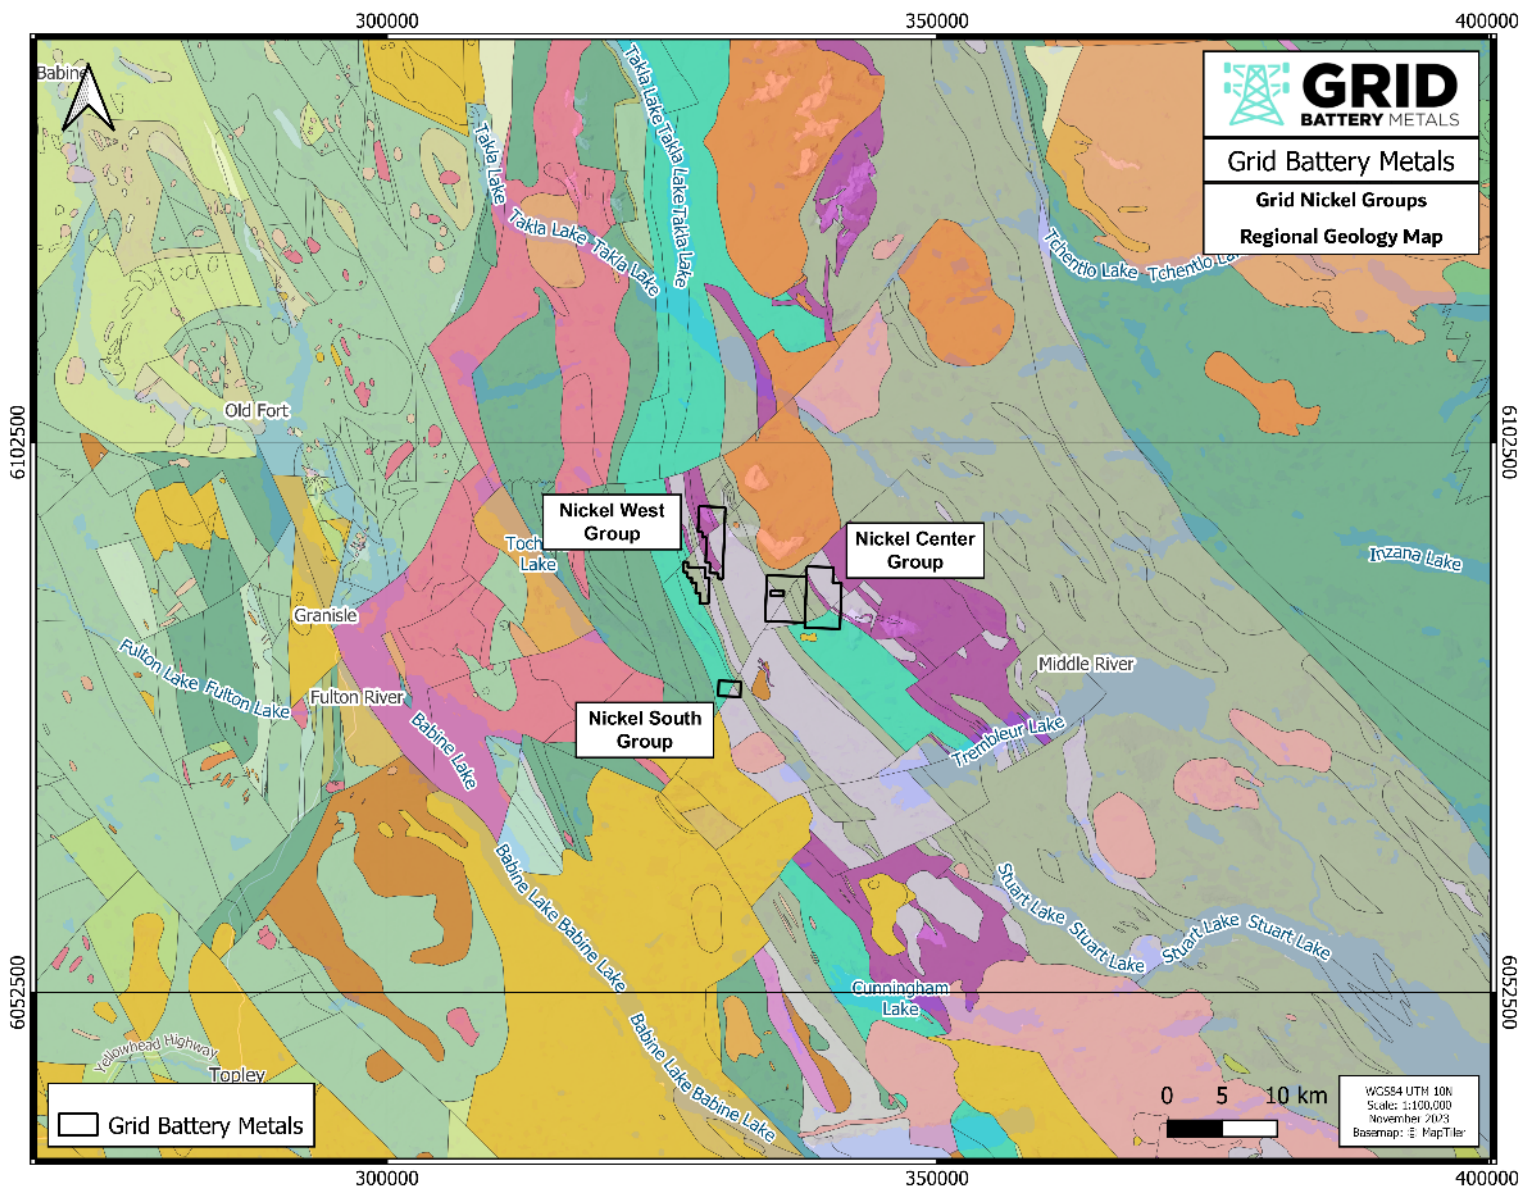 300000
350000
400000
Babine
GRID
BATTERY METALS
Grid Battery Metals
Grid Nickel Groups
Regional Geology Map
Takla Lake
Takla Lake
Takla Lake
Takla Lake
Takla Lake
Takla Lake
Tchentlo Lake
Tchentlo La
Old Fort
6102500
6102500
Nickel West
Group
Nickel Center
Group
Toch
Lake
Inzana Lake
Granisle
Fulton Lake
Fulton Lake
Fulton River
Middle River
Nickel South
Group
Babine Lake
Trembleur Lake
Babine Lake
Babine Lake
Stuart Lake
Stuart Lake
Stuart Lake
Stuart Lake
6052500
6052500
Cunningham
Lake
Yellowhead Highway
Topley
Babine Lake
Babine Lake
Grid Battery Metals
0 5 10 km
WGS84 UTM 10N
Scale: 1:100,000
November 2023
Basemap: © MapTiler
300000
350000
400000